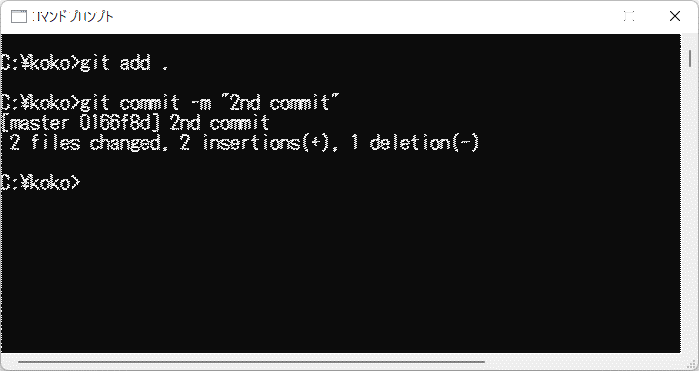 コマンド プロンプト
C:¥koko>git add .
C:¥koko>git commit -m "2nd commit"
[master 0166f8d] 2nd commit
 2 files changed, 2 insertions(+), 1 deletion(-)
C:¥koko>